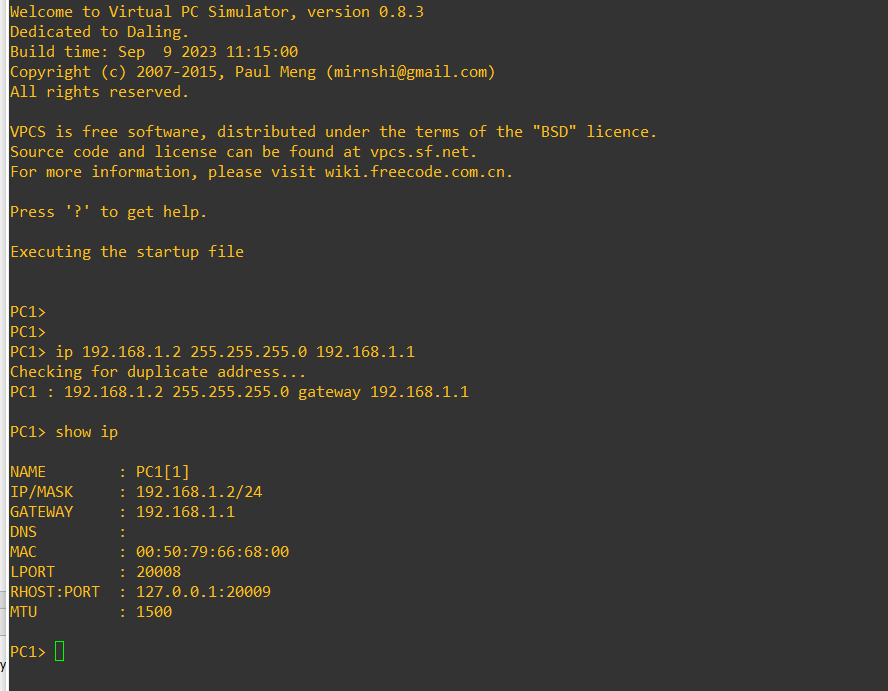 Welcome to Virtual PC Simulator, version 0.8.3
Dedicated to Daling.
Build time: Sep  9 2023 11:15:00
Copyright (c) 2007-2015, Paul Meng (mirnshi@gmail.com)
All rights reserved.

VPCS is free software, distributed under the terms of the "BSD" licence.
Source code and license can be found at vpcs.sf.net.
For more information, please visit wiki.freecode.com.cn.

Press '?' to get help.

Executing the startup file


PC1>
PC1>
PC1> ip 192.168.1.2 255.255.255.0 192.168.1.1
Checking for duplicate address...
PC1 : 192.168.1.2 255.255.255.0 gateway 192.168.1.1

PC1> show ip

NAME        : PC1[1]
IP/MASK     : 192.168.1.2/24
GATEWAY     : 192.168.1.1
DNS         :
MAC         : 00:50:79:66:68:00
LPORT       : 20008
RHOST:PORT  : 127.0.0.1:20009
MTU         : 1500

PC1>
y